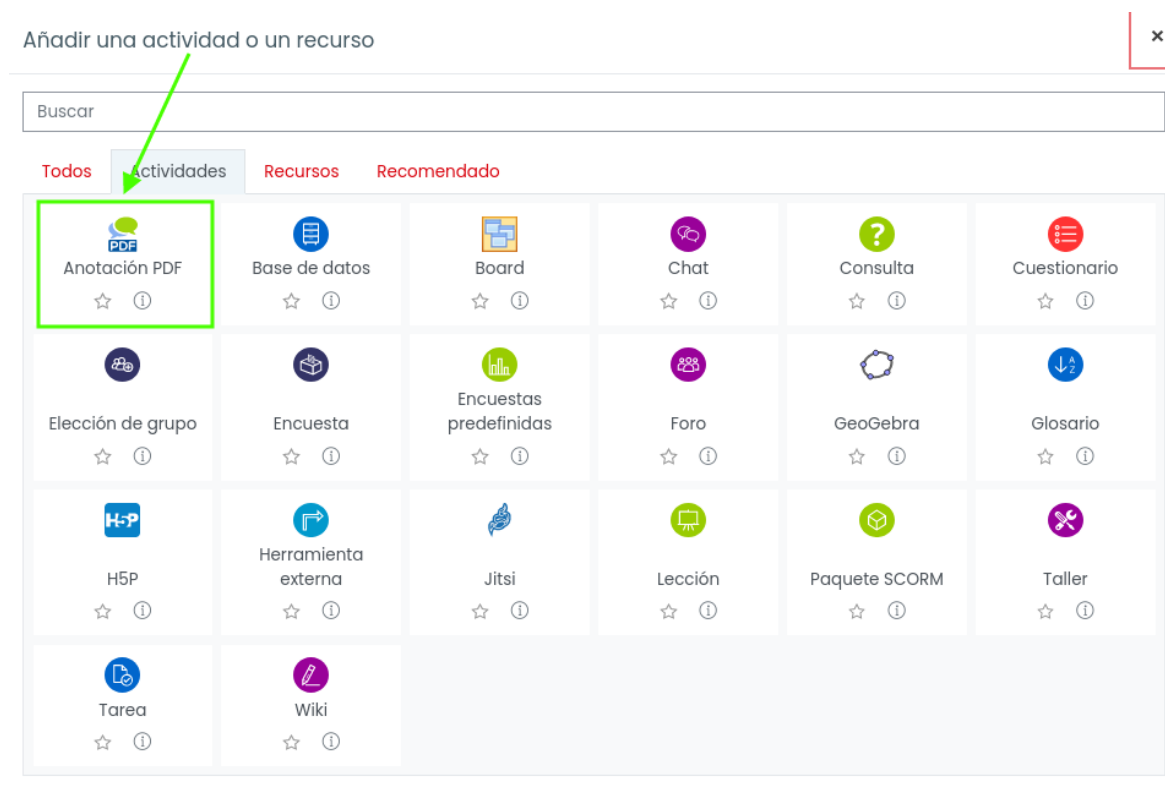 Añadir una actividad o un recurso
×
Buscar
Todos Actividades Recursos Recomendado
PDF
Anotación PDF Base de datos Board Chat Consulta Cuestionario
Elección de grupo Encuesta Encuestas predefinidas Foro GeoGebra Glosario
H5P
H5P Herramienta externa Jitsi Lección Paquete SCORM Taller
Tarea Wiki